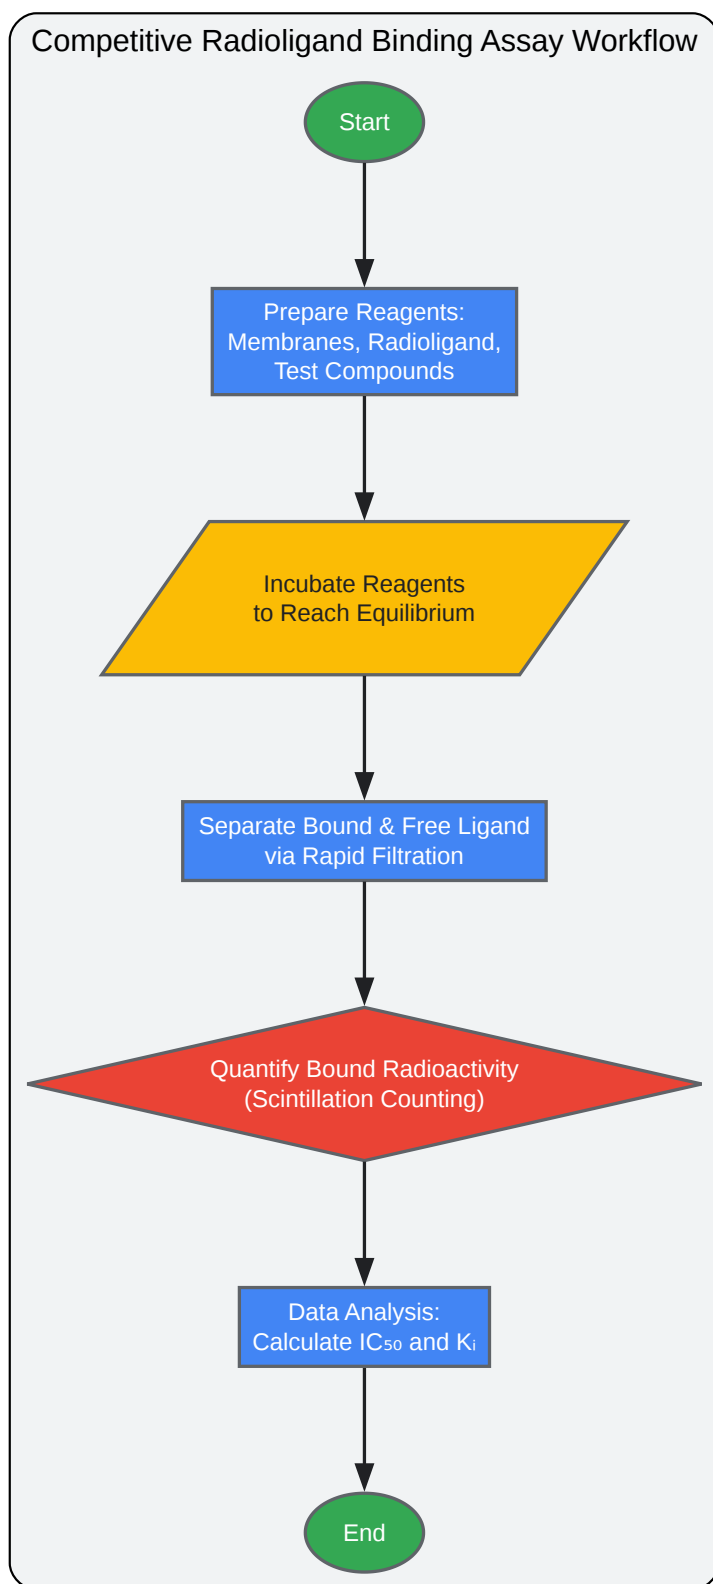 Competitive Radioligand Binding Assay Workflow
Start
Prepare Reagents:
Membranes, Radioligand,
Test Compounds
Incubate Reagents
to Reach Equilibrium
Separate Bound & Free Ligand
via Rapid Filtration
Quantify Bound Radioactivity
(Scintillation Counting)
Data Analysis:
Calculate IC₅₀ and Kᵢ
End